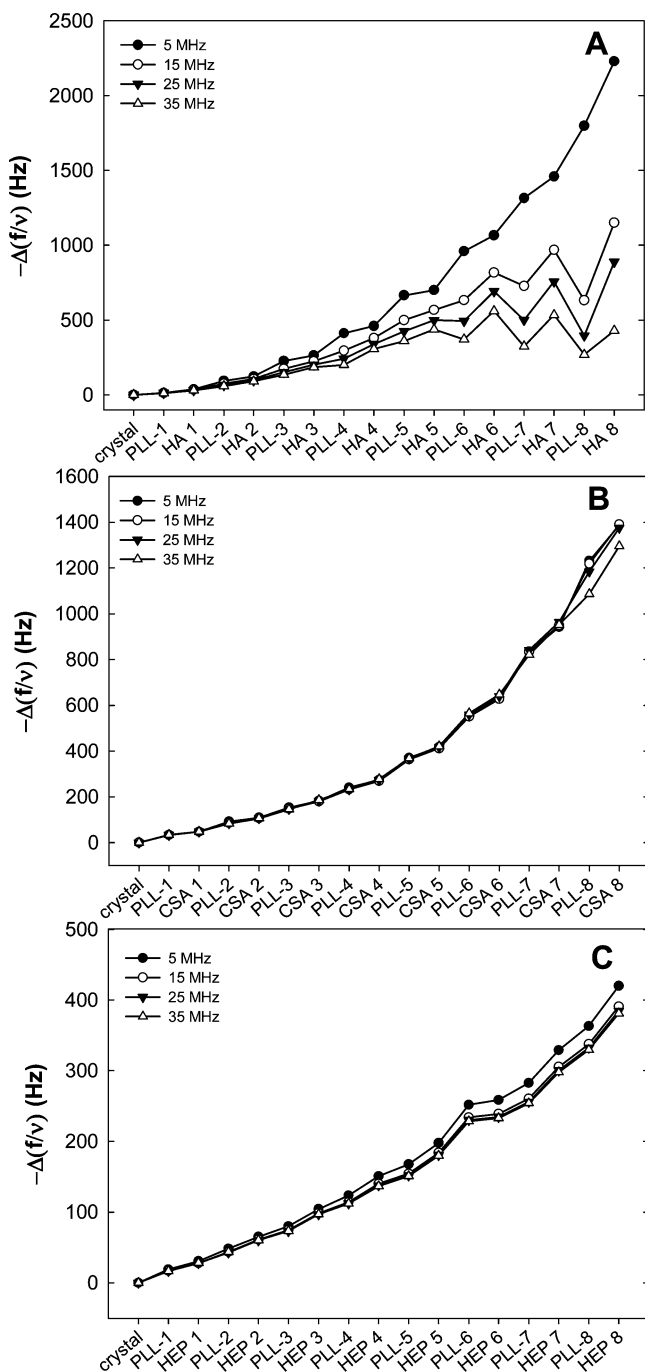 A
5 MHz
15 MHz
25 MHz
35 MHz
2500
2000
1500
1000
500
0
−Δ(f/ν) (Hz)
crystal
PLL-1
HA 1
PLL-2
HA 2
PLL-3
HA 3
PLL-4
HA 4
PLL-5
HA 5
PLL-6
HA 6
PLL-7
HA 7
PLL-8
HA 8
B
5 MHz
15 MHz
25 MHz
35 MHz
1600
1400
1200
1000
800
600
400
200
0
−Δ(f/ν) (Hz)
crystal
PLL-1
CSA 1
PLL-2
CSA 2
PLL-3
CSA 3
PLL-4
CSA 4
PLL-5
CSA 5
PLL-6
CSA 6
PLL-7
CSA 7
PLL-8
CSA 8
C
5 MHz
15 MHz
25 MHz
35 MHz
500
400
300
200
100
0
−Δ(f/ν) (Hz)
crystal
PLL-1
HEP 1
PLL-2
HEP 2
PLL-3
HEP 3
PLL-4
HEP 4
PLL-5
HEP 5
PLL-6
HEP 6
PLL-7
HEP 7
PLL-8
HEP 8